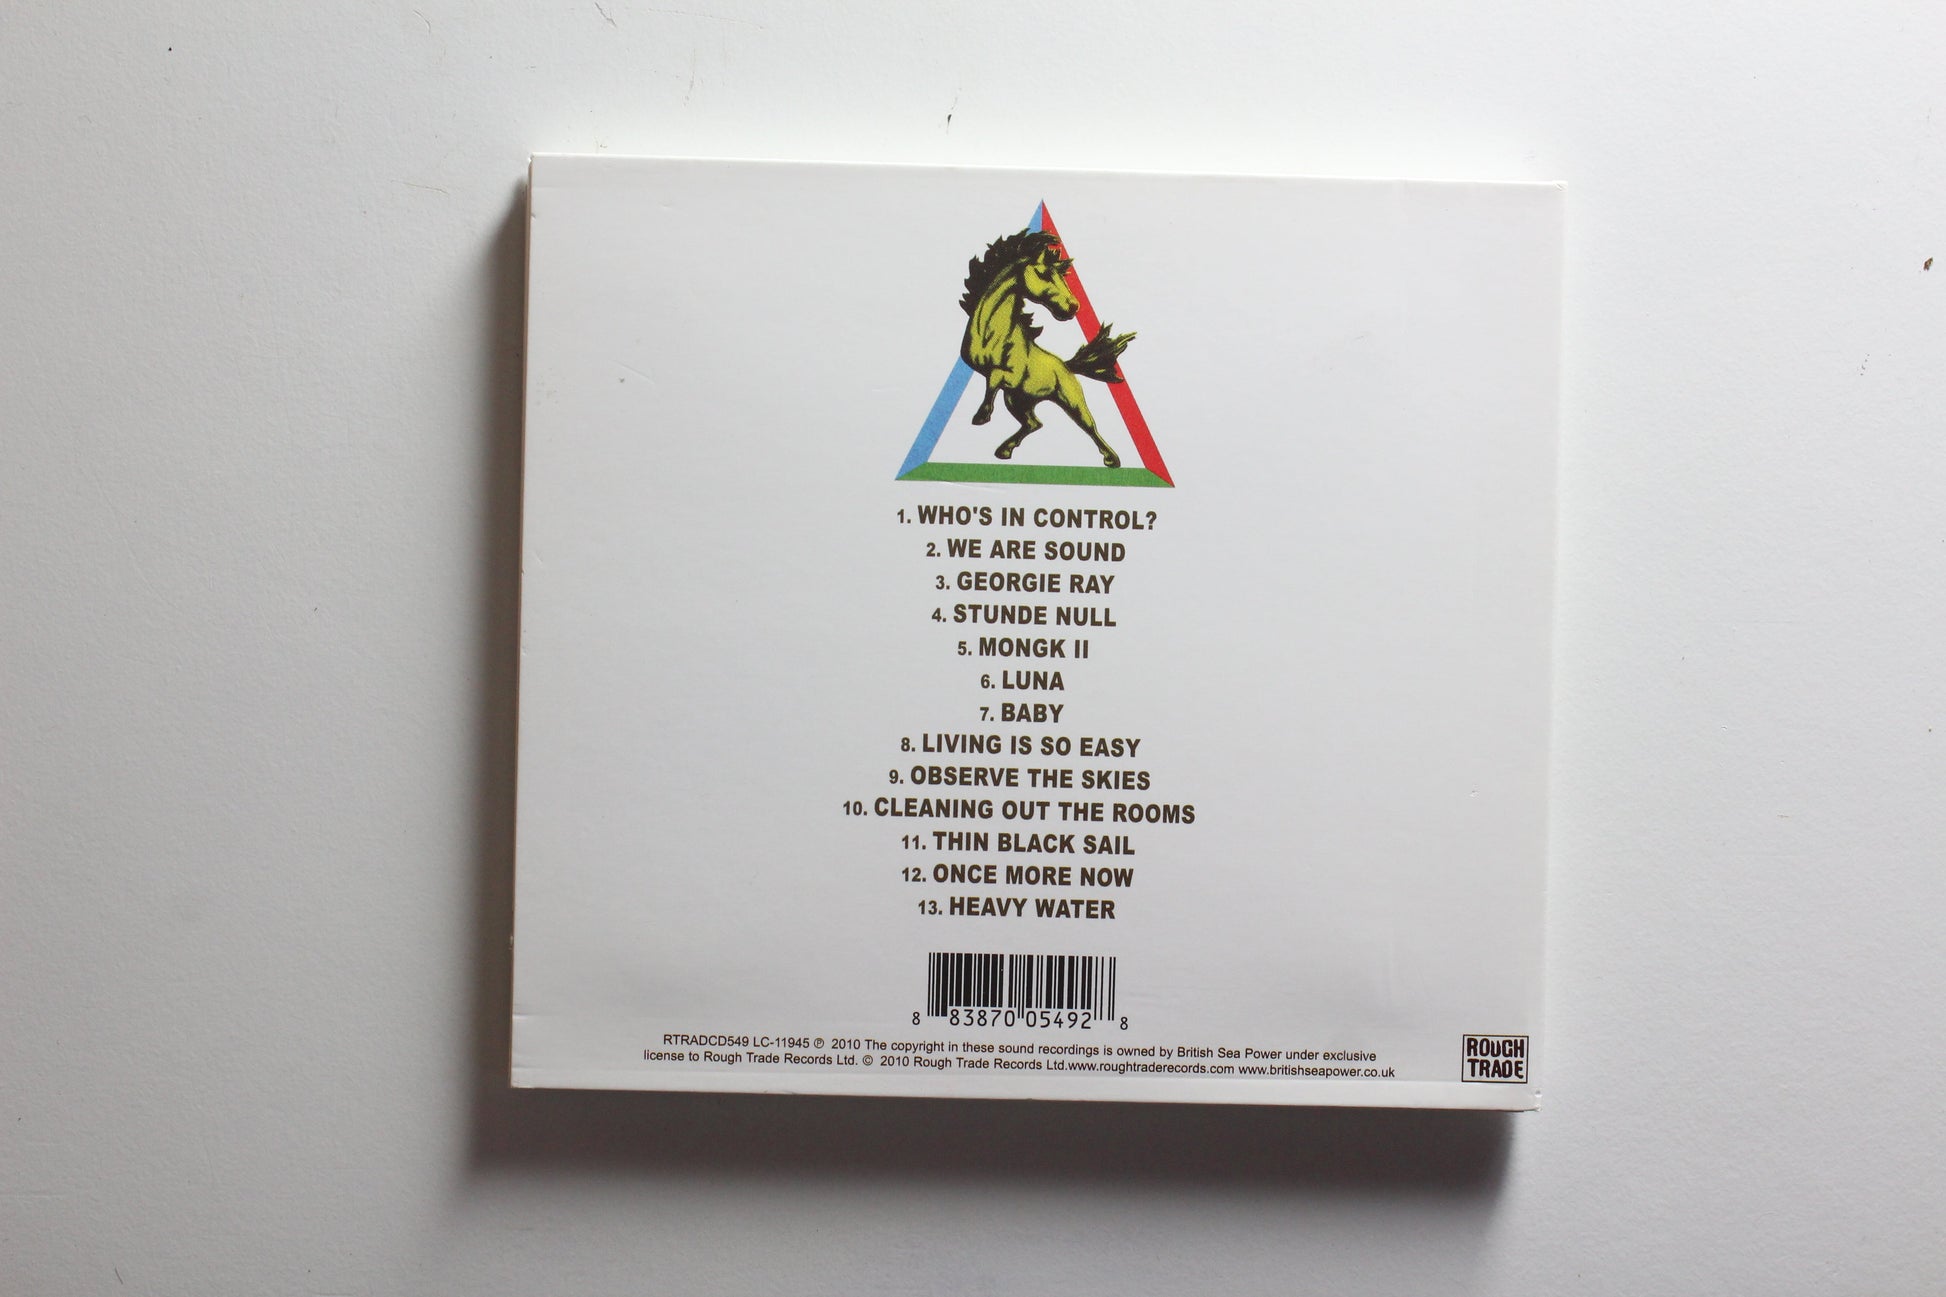 1. WHO'S IN CONTROL?
2. WE ARE SOUND
3. GEORGIE RAY
4. STUNDE NULL
5. MONGK II
6. LUNA
7. BABY
8. LIVING IS SO EASY
9. OBSERVE THE SKIES
10. CLEANING OUT THE ROOMS
11. THIN BLACK SAIL
12. ONCE MORE NOW
13. HEAVY WATER
8 83870 05492 8
RTRADCD549 LC-11945 ℗ 2010 The copyright in these sound recordings is owned by British Sea Power under exclusive
license to Rough Trade Records Ltd. © 2010 Rough Trade Records Ltd.www.roughtraderecords.com www.britishseapower.co.uk
ROUGH
TRADE